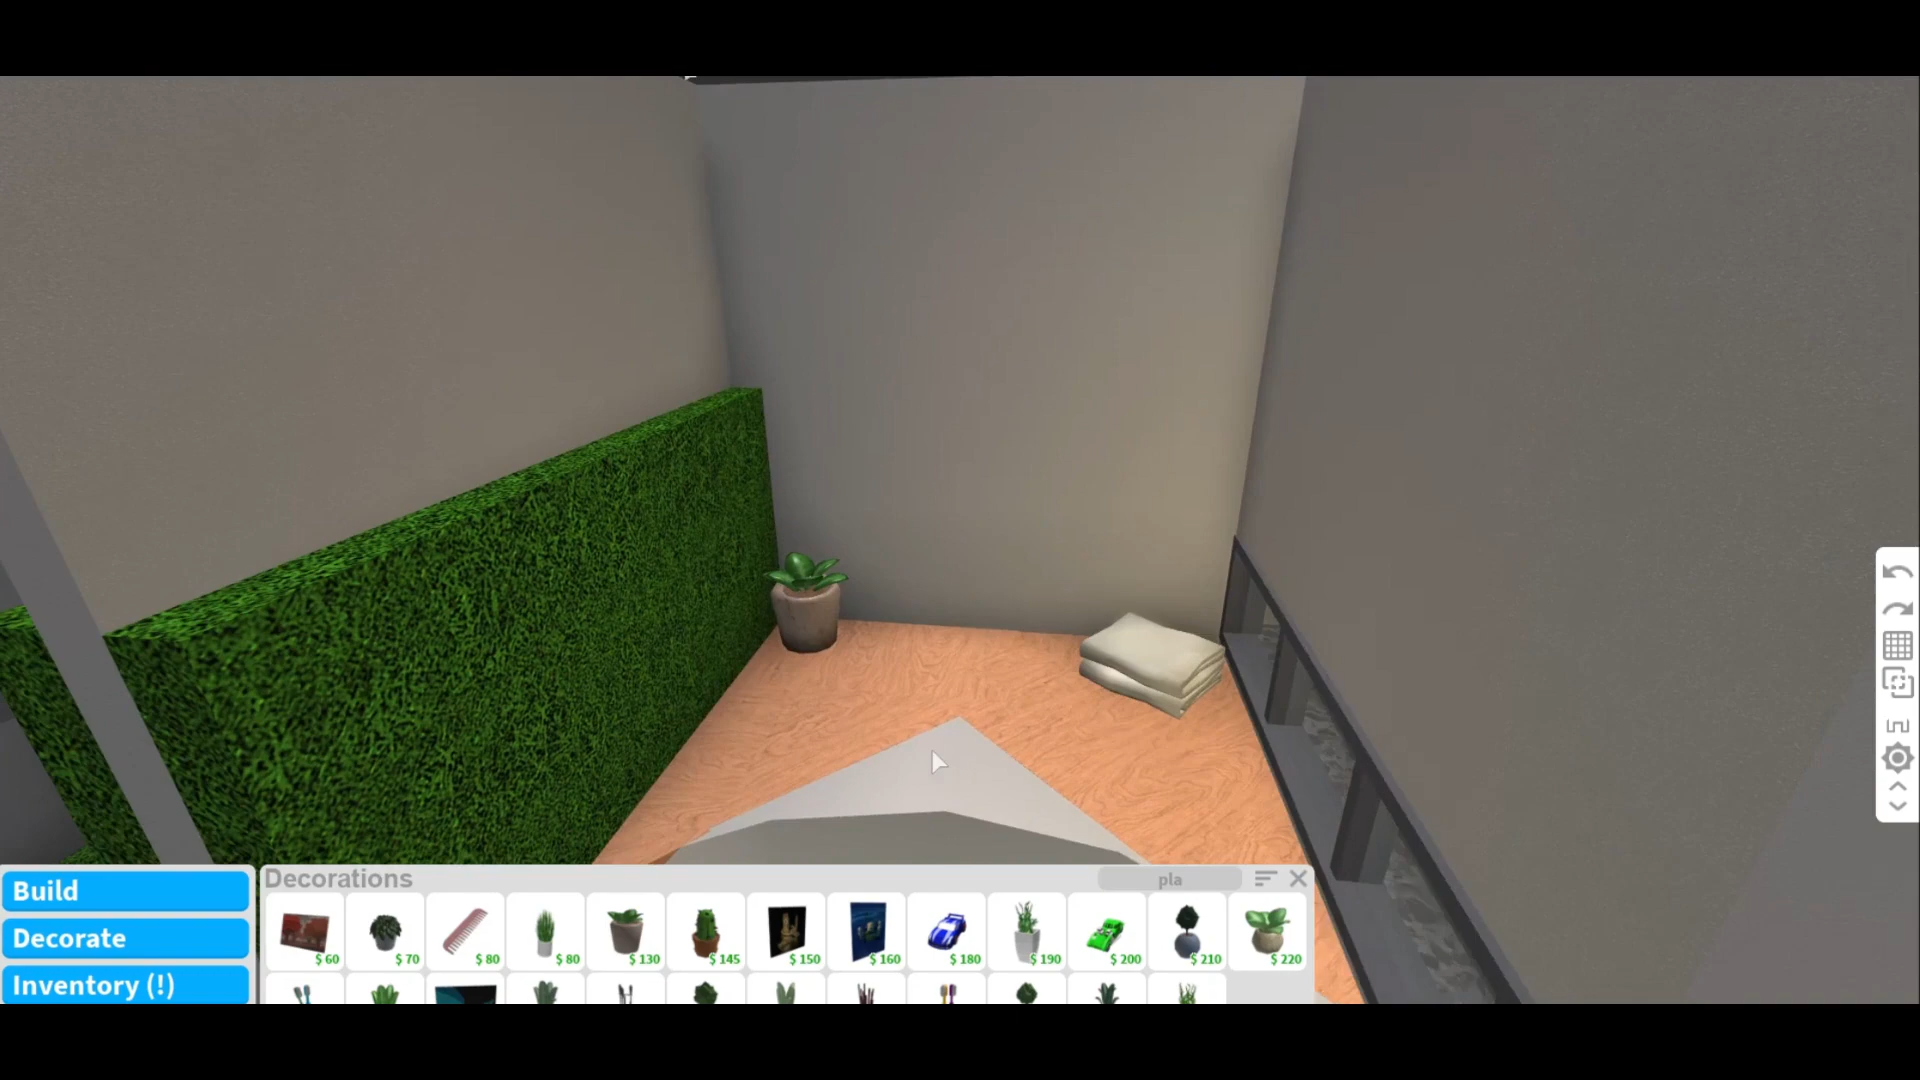 Build
Decorate
Inventory (!)
Decorations
pla
$ 60
$ 70
$ 80
$ 80
$ 130
$ 145
$ 150
$ 160
$ 180
$ 190
$ 200
$ 210
$ 220